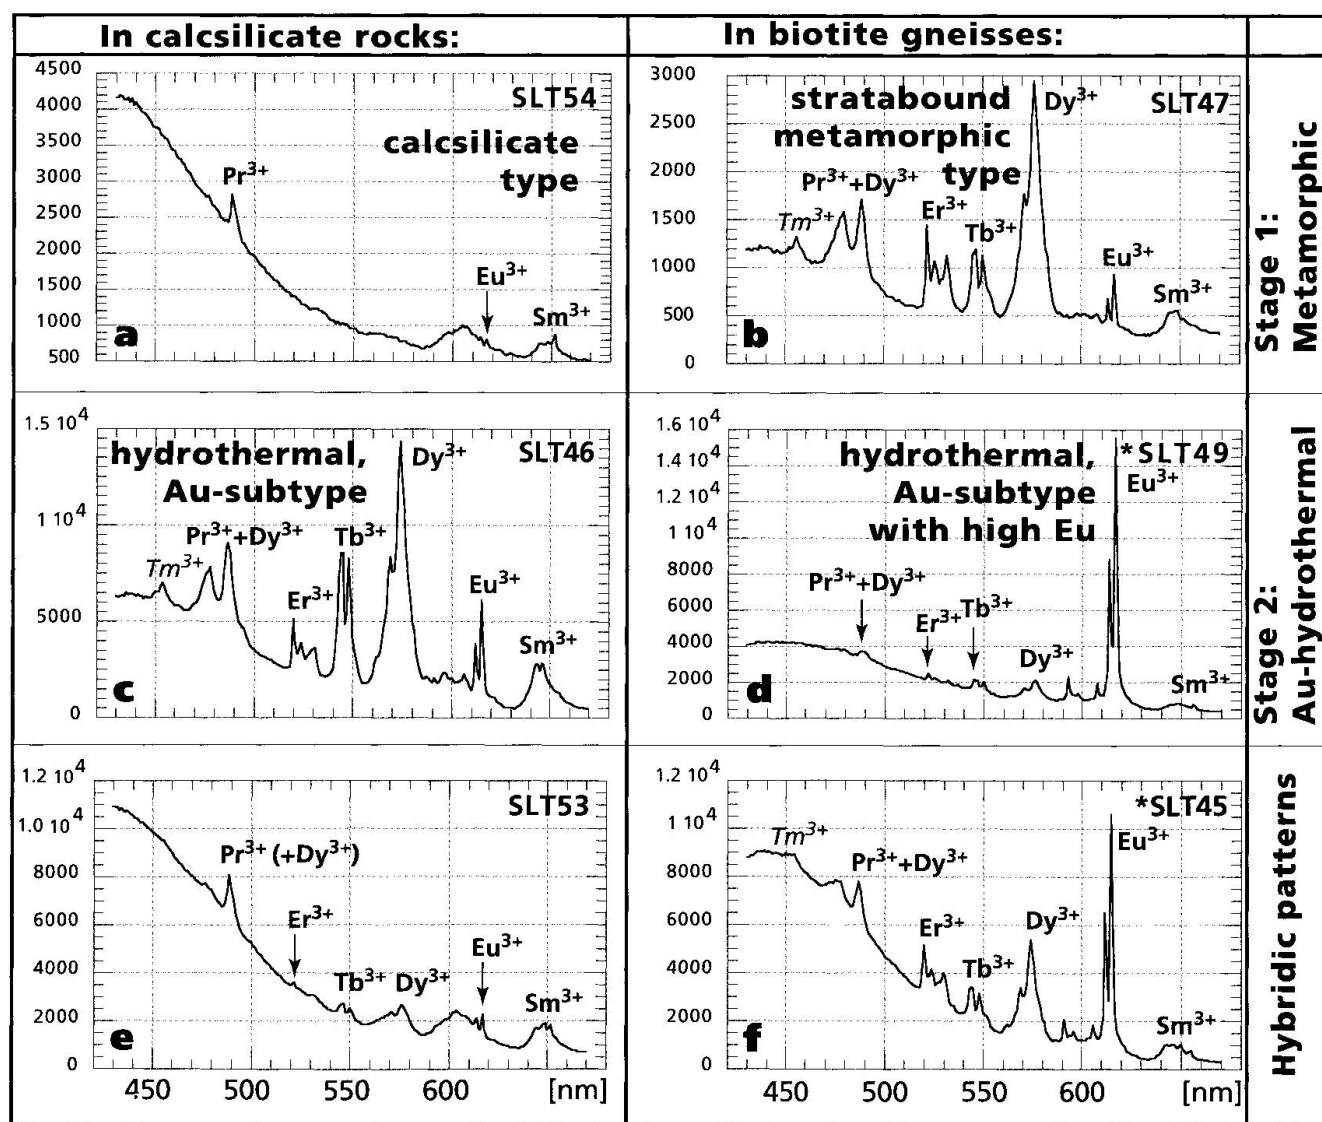 In calcsilicate rocks:
In biotite gneisses:
4500
4000
3500
3000
2500
2000
1500
1000
500
SLT54
calcsilicate
type
Pr³⁺
Eu³⁺
Sm³⁺
a
3000
2500
2000
1500
1000
500
0
stratabound
metamorphic
type
Dy³⁺
SLT47
Pr³⁺+Dy³⁺
Tm³⁺
Er³⁺
Tb³⁺
Eu³⁺
Sm³⁺
b
Stage 1:
Metamorphic
1.5 10⁴
1 10⁴
5000
0
hydrothermal,
Au-subtype
Dy³⁺
SLT46
Pr³⁺+Dy³⁺
Tb³⁺
Tm³⁺
Er³⁺
Eu³⁺
Sm³⁺
c
1.6 10⁴
1.4 10⁴
1.2 10⁴
1 10⁴
8000
6000
4000
2000
0
hydrothermal,
Au-subtype
with high Eu
*SLT49
Eu³⁺
Pr³⁺+Dy³⁺
Er³⁺
Tb³⁺
Dy³⁺
Sm³⁺
d
Stage 2:
Au-hydrothermal
1.2 10⁴
1.0 10⁴
8000
6000
4000
2000
0
SLT53
Pr³⁺ (+Dy³⁺)
Er³⁺
Tb³⁺
Dy³⁺
Eu³⁺
Sm³⁺
e
450
500
550
600
[nm]
1.2 10⁴
1 10⁴
8000
6000
4000
2000
0
*SLT45
Tm³⁺
Eu³⁺
Pr³⁺+Dy³⁺
Er³⁺
Dy³⁺
Tb³⁺
Sm³⁺
f
450
500
550
600
[nm]
Hybridic patterns